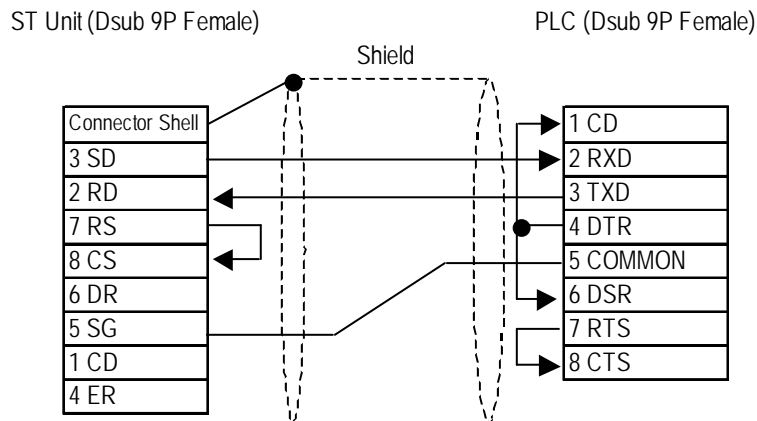 ST Unit (Dsub 9P Female)
PLC (Dsub 9P Female)
Shield
Connector Shell
3 SD
2 RD
7 RS
8 CS
6 DR
5 SG
1 CD
4 ER
1 CD
2 RXD
3 TXD
4 DTR
5 COMMON
6 DSR
7 RTS
8 CTS